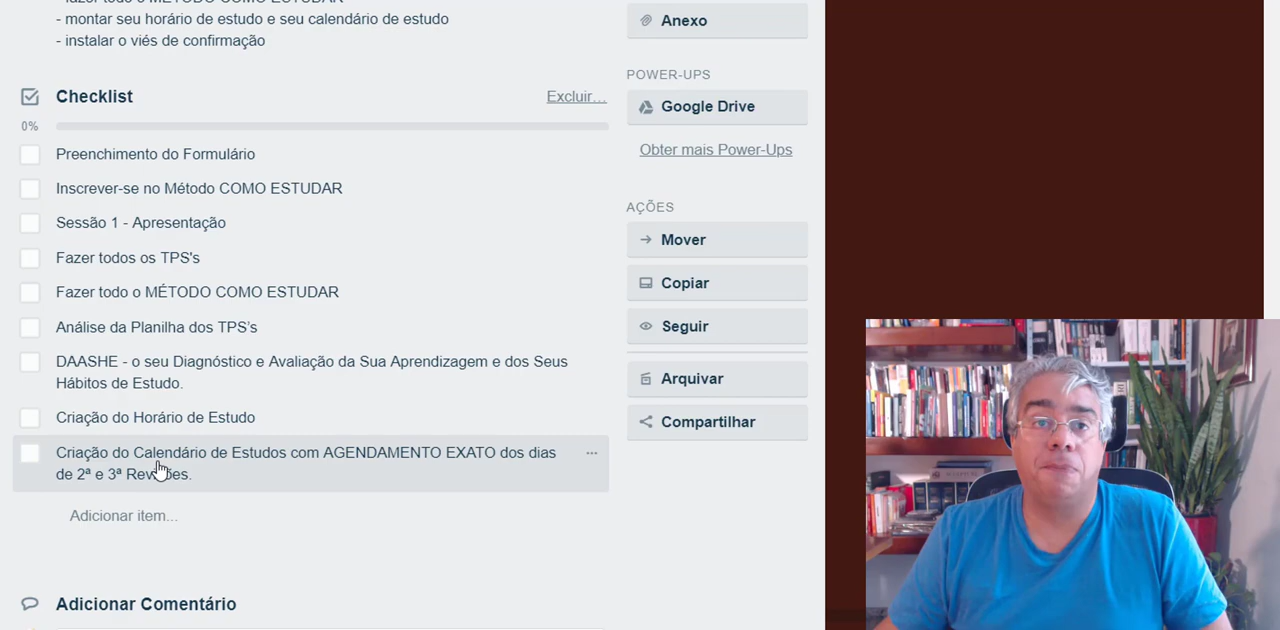 - montar seu horário de estudo e seu calendário de estudo
- instalar o viés de confirmação
Checklist
Excluir…
0%
Preenchimento do Formulário
Inscrever-se no Método COMO ESTUDAR
Sessão 1 - Apresentação
Fazer todos os TPS's
Fazer todo o MÉTODO COMO ESTUDAR
Análise da Planilha dos TPS's
DAASHE - o seu Diagnóstico e Avaliação da Sua Aprendizagem e dos Seus
Hábitos de Estudo.
Criação do Horário de Estudo
Criação do Calendário de Estudos com AGENDAMENTO EXATO dos dias
de 2ª e 3ª Revisões.
Adicionar item...
Adicionar Comentário
Anexo
POWER-UPS
Google Drive
Obter mais Power-Ups
AÇÕES
Mover
Copiar
Seguir
Arquivar
Compartilhar